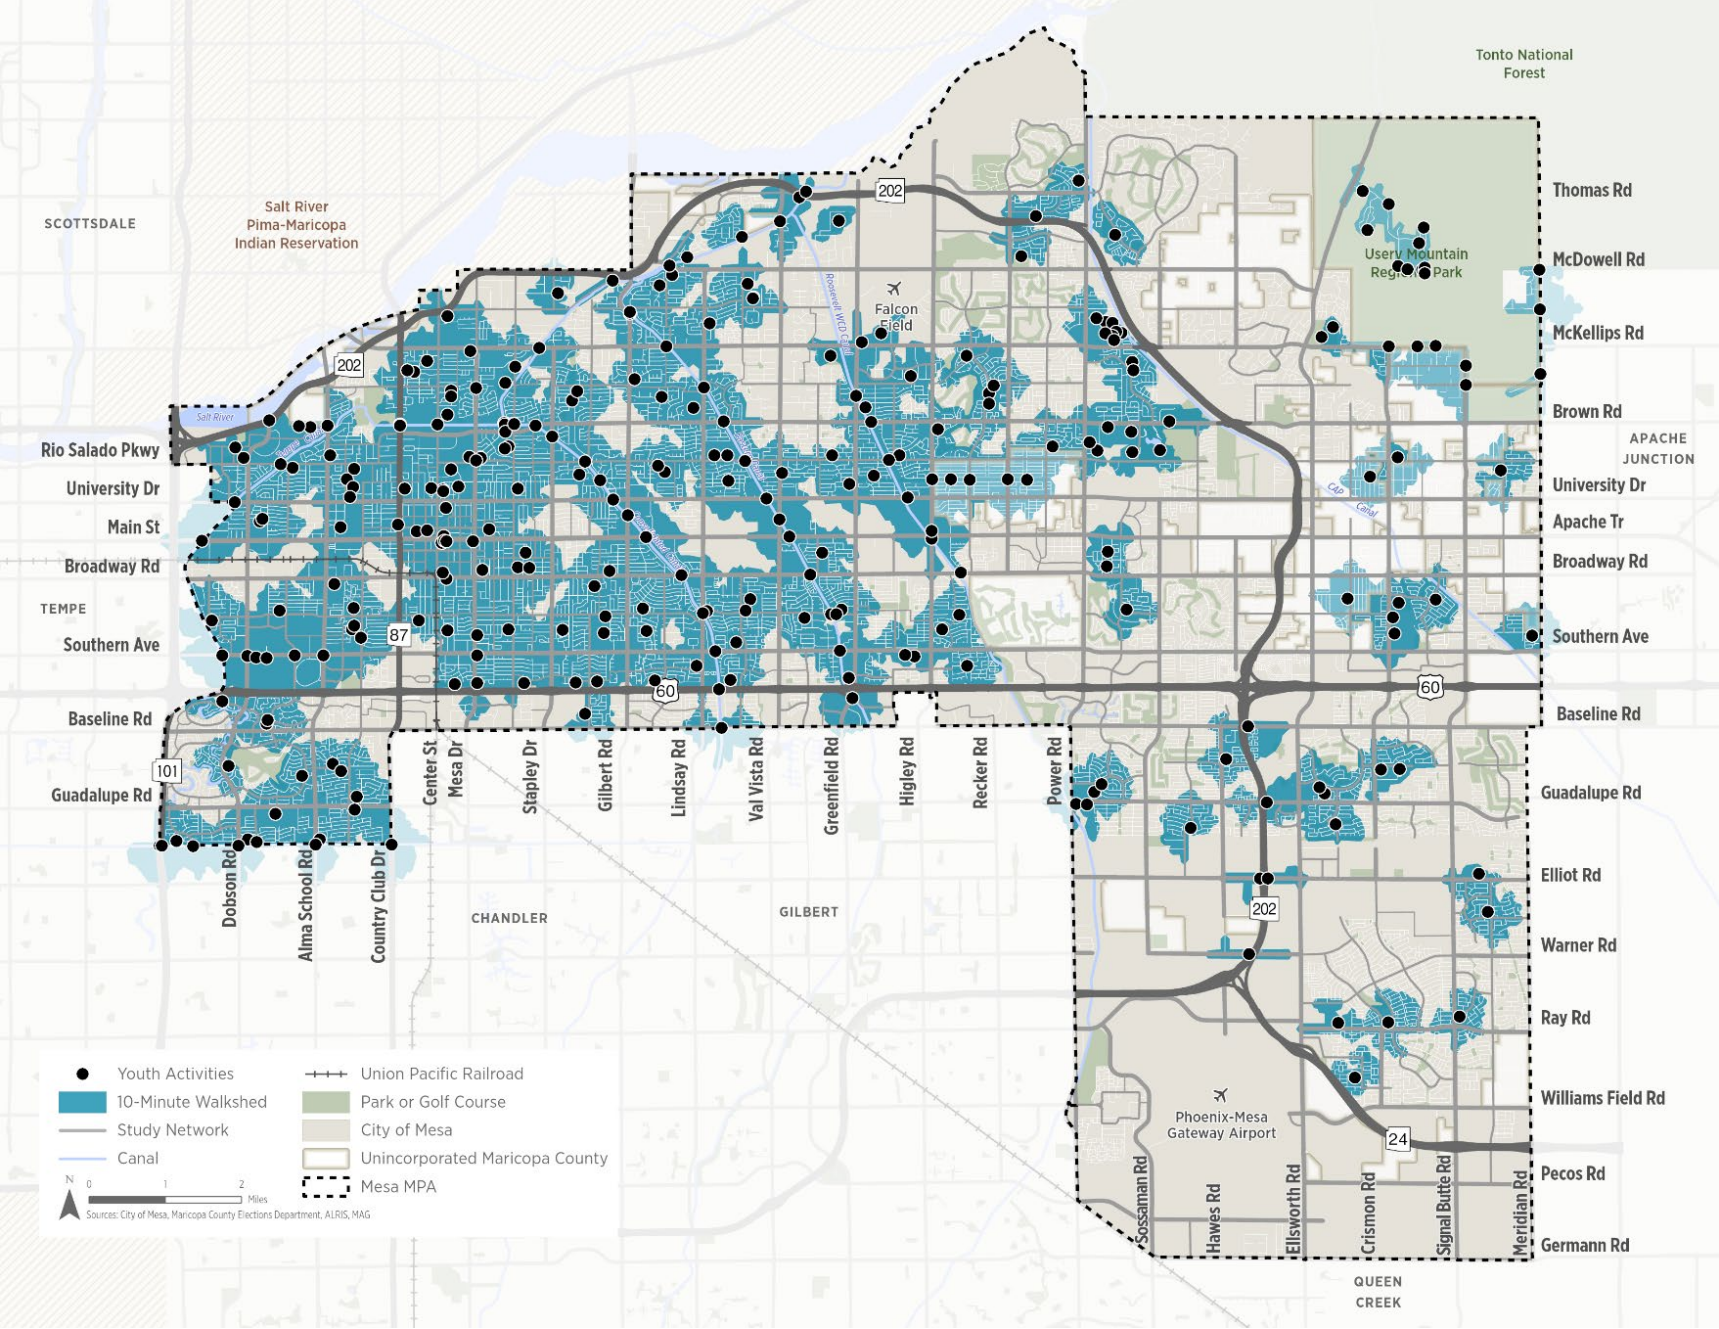 Tonto National
Forest
SCOTTSDALE
Salt River
Pima-Maricopa
Indian Reservation
202
Thomas Rd
Usery Mountain
Regional Park
McDowell Rd
Roosevelt WCD Canal
Falcon
Field
McKellips Rd
202
Salt River
Brown Rd
Rio Salado Pkwy
APACHE
JUNCTION
University Dr
University Dr
CAP
Canal
Main St
Apache Tr
Broadway Rd
Broadway Rd
TEMPE
87
Southern Ave
Southern Ave
60
60
Baseline Rd
Baseline Rd
101
Guadalupe Rd
Guadalupe Rd
Center St
Mesa Dr
Stapley Dr
Gilbert Rd
Lindsay Rd
Val Vista Rd
Greenfield Rd
Higley Rd
Recker Rd
Power Rd
Dobson Rd
Alma School Rd
Country Club Dr
Elliot Rd
CHANDLER
GILBERT
202
Warner Rd
Ray Rd
Williams Field Rd
Phoenix-Mesa
Gateway Airport
24
Pecos Rd
Sossaman Rd
Hawes Rd
Ellsworth Rd
Crismon Rd
Signal Butte Rd
Meridian Rd
Germann Rd
QUEEN
CREEK
Youth Activities
10-Minute Walkshed
Study Network
Canal
Union Pacific Railroad
Park or Golf Course
City of Mesa
Unincorporated Maricopa County
Mesa MPA
N
0 1 2
Miles
Sources: City of Mesa, Maricopa County Elections Department, ALRIS, MAG